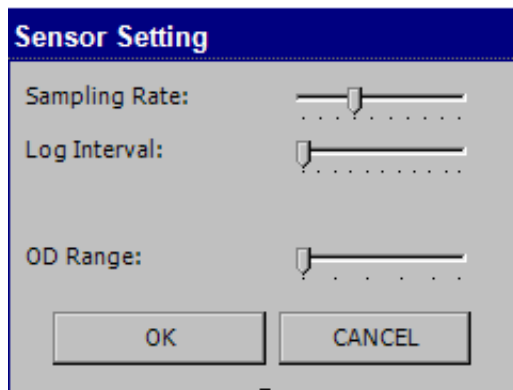 Sensor Setting
Sampling Rate:
Log Interval:
OD Range:
OK CANCEL